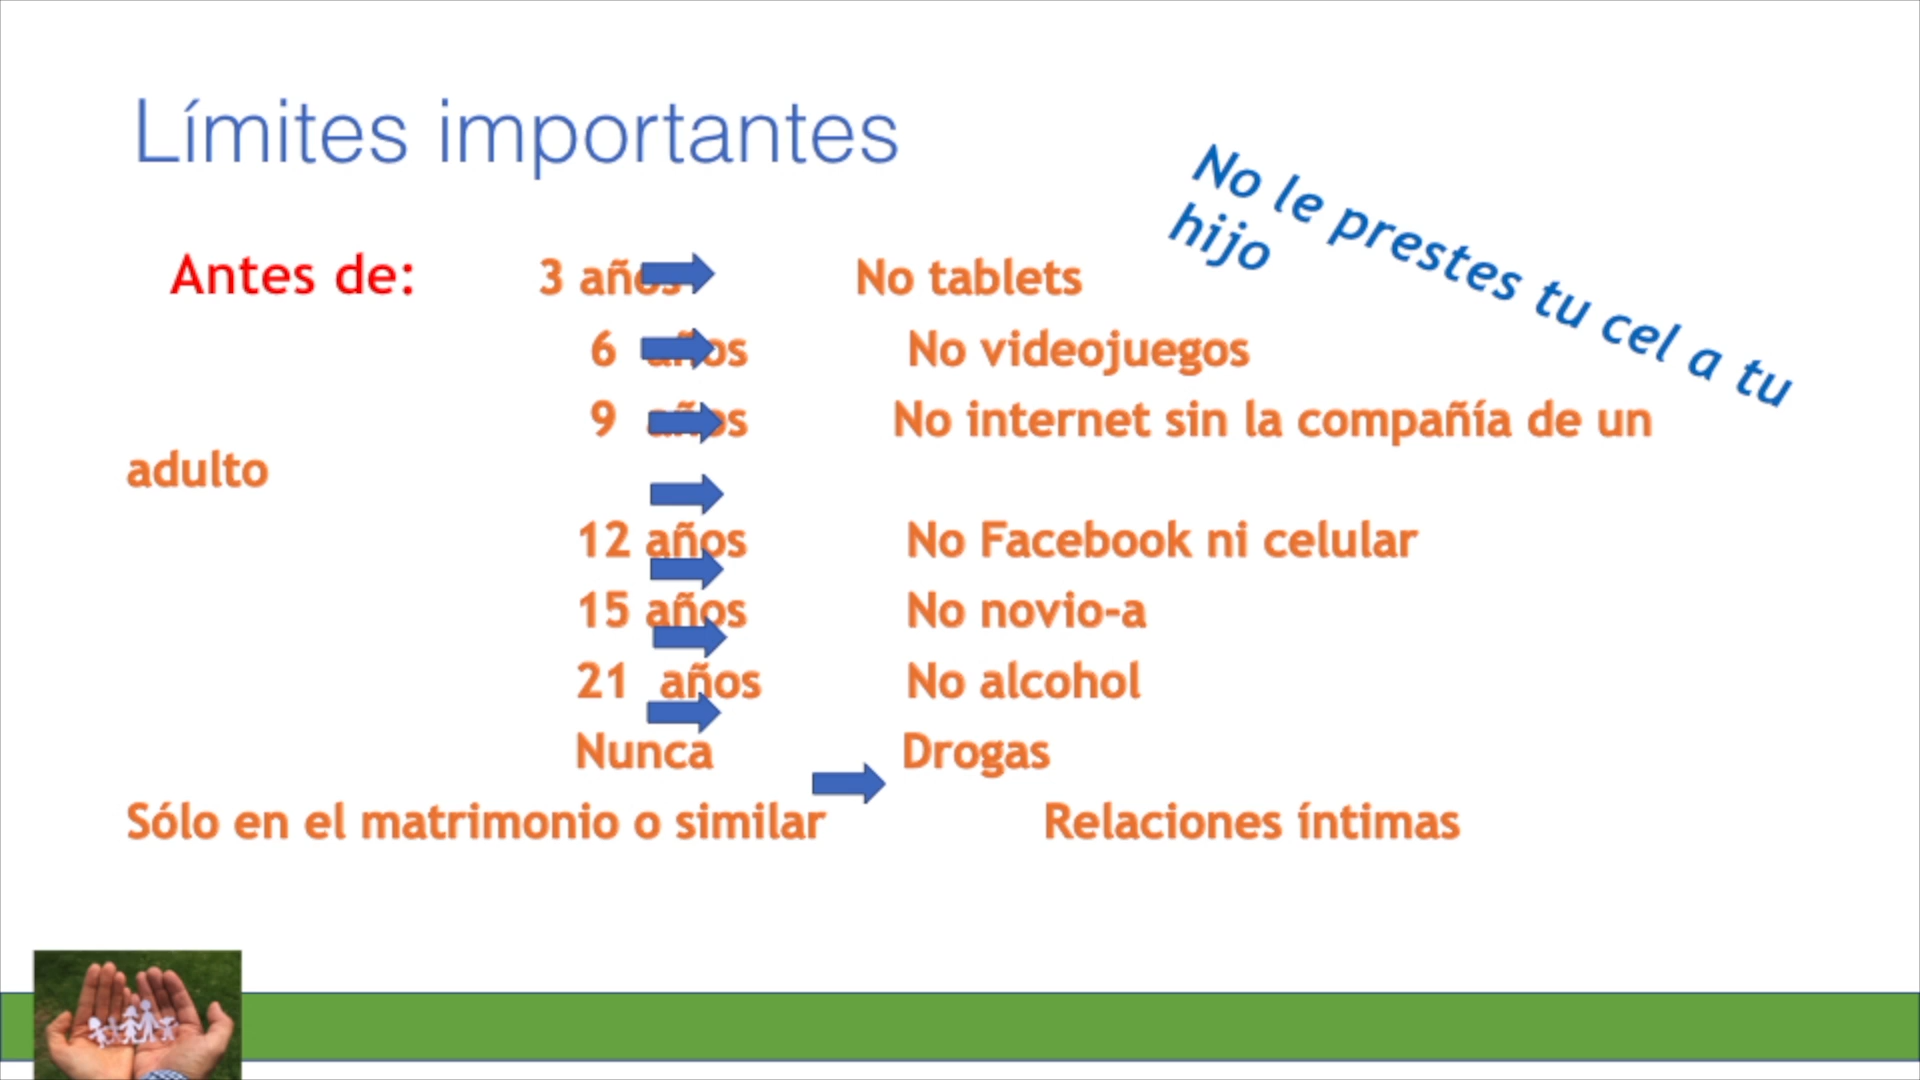 Límites importantes
No le prestes tu cel a tu
hijo
Antes de: 3 años No tablets
6 años No videojuegos
9 años No internet sin la compañía de un
adulto
12 años No Facebook ni celular
15 años No novio-a
21 años No alcohol
Nunca Drogas
Sólo en el matrimonio o similar Relaciones íntimas